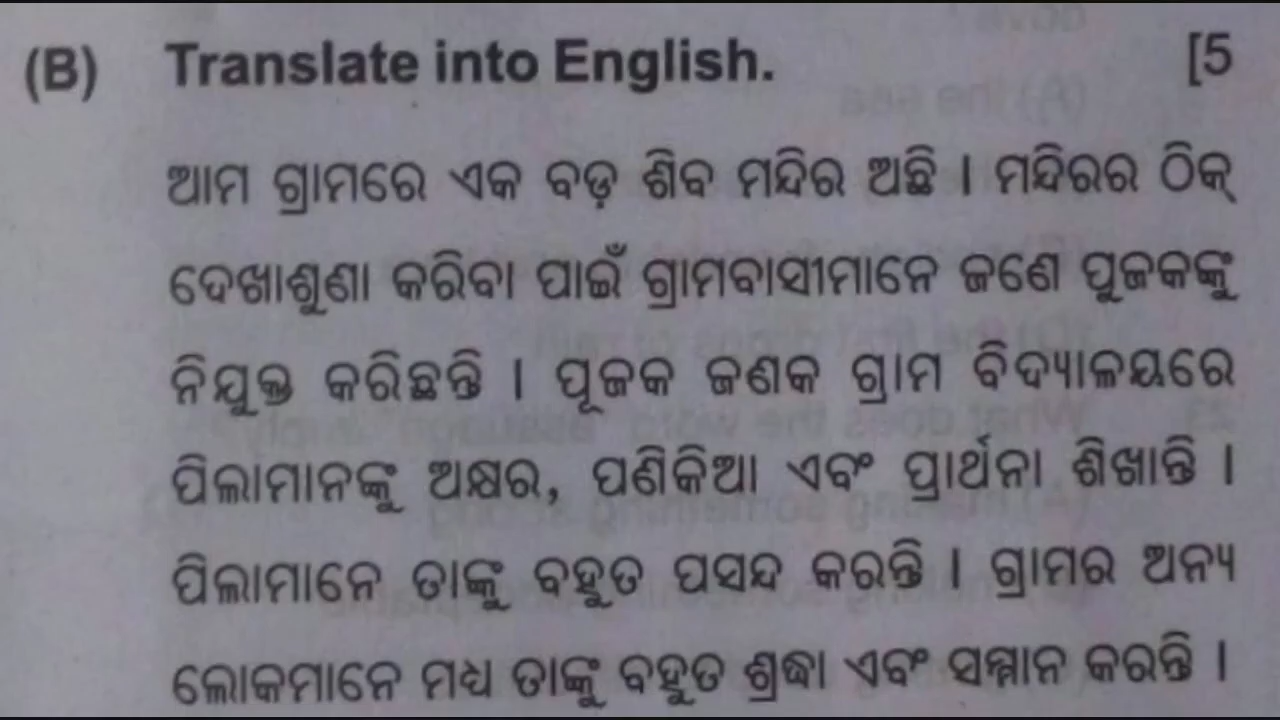 (B) Translate into English. [5
ଆମ ଗ୍ରାମରେ ଏକ ବଡ଼ ଶିବ ମନ୍ଦିର ଅଛି । ମନ୍ଦିରର ଠିକ୍
ଦେଖାଶୁଣା କରିବା ପାଇଁ ଗ୍ରାମବାସୀମାନେ ଜଣେ ପୁଜକଙ୍କୁ
ନିଯୁକ୍ତ କରିଛନ୍ତି । ପୂଜକ ଜଣକ ଗ୍ରାମ ବିଦ୍ୟାଳୟରେ
ପିଲାମାନଙ୍କୁ ଅକ୍ଷର, ପଣିକିଆ ଏବଂ ପ୍ରାର୍ଥନା ଶିଖାନ୍ତି ।
ପିଲାମାନେ ତାଙ୍କୁ ବହୁତ ପସନ୍ଦ କରନ୍ତି । ଗ୍ରାମର ଅନ୍ୟ
ଲୋକମାନେ ମଧ୍ୟ ତାଙ୍କୁ ବହୁତ ଶ୍ରଦ୍ଧା ଏବଂ ସମ୍ମାନ କରନ୍ତି ।